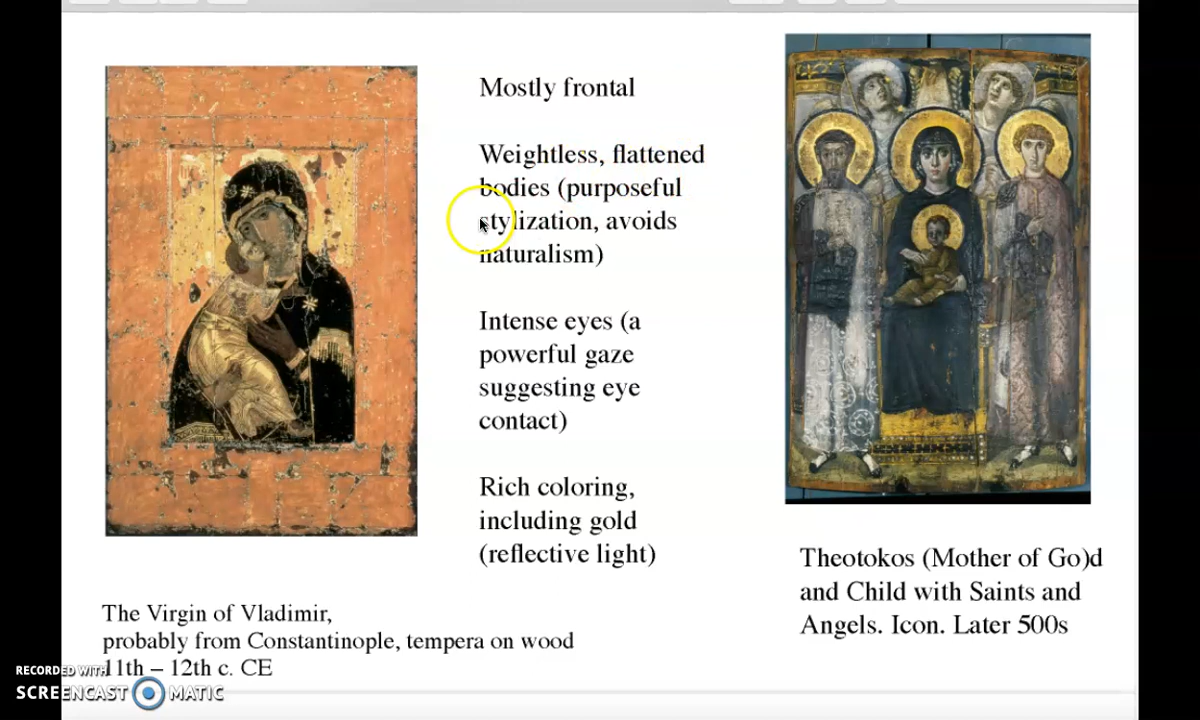 Mostly frontal
Weightless, flattened
bodies (purposeful
stylization, avoids
naturalism)
Intense eyes (a
powerful gaze
suggesting eye
contact)
Rich coloring,
including gold
(reflective light)
The Virgin of Vladimir,
probably from Constantinople, tempera on wood
11th – 12th c. CE
Theotokos (Mother of Go)d
and Child with Saints and
Angels. Icon. Later 500s
RECORDED WITH
SCREENCAST MATIC